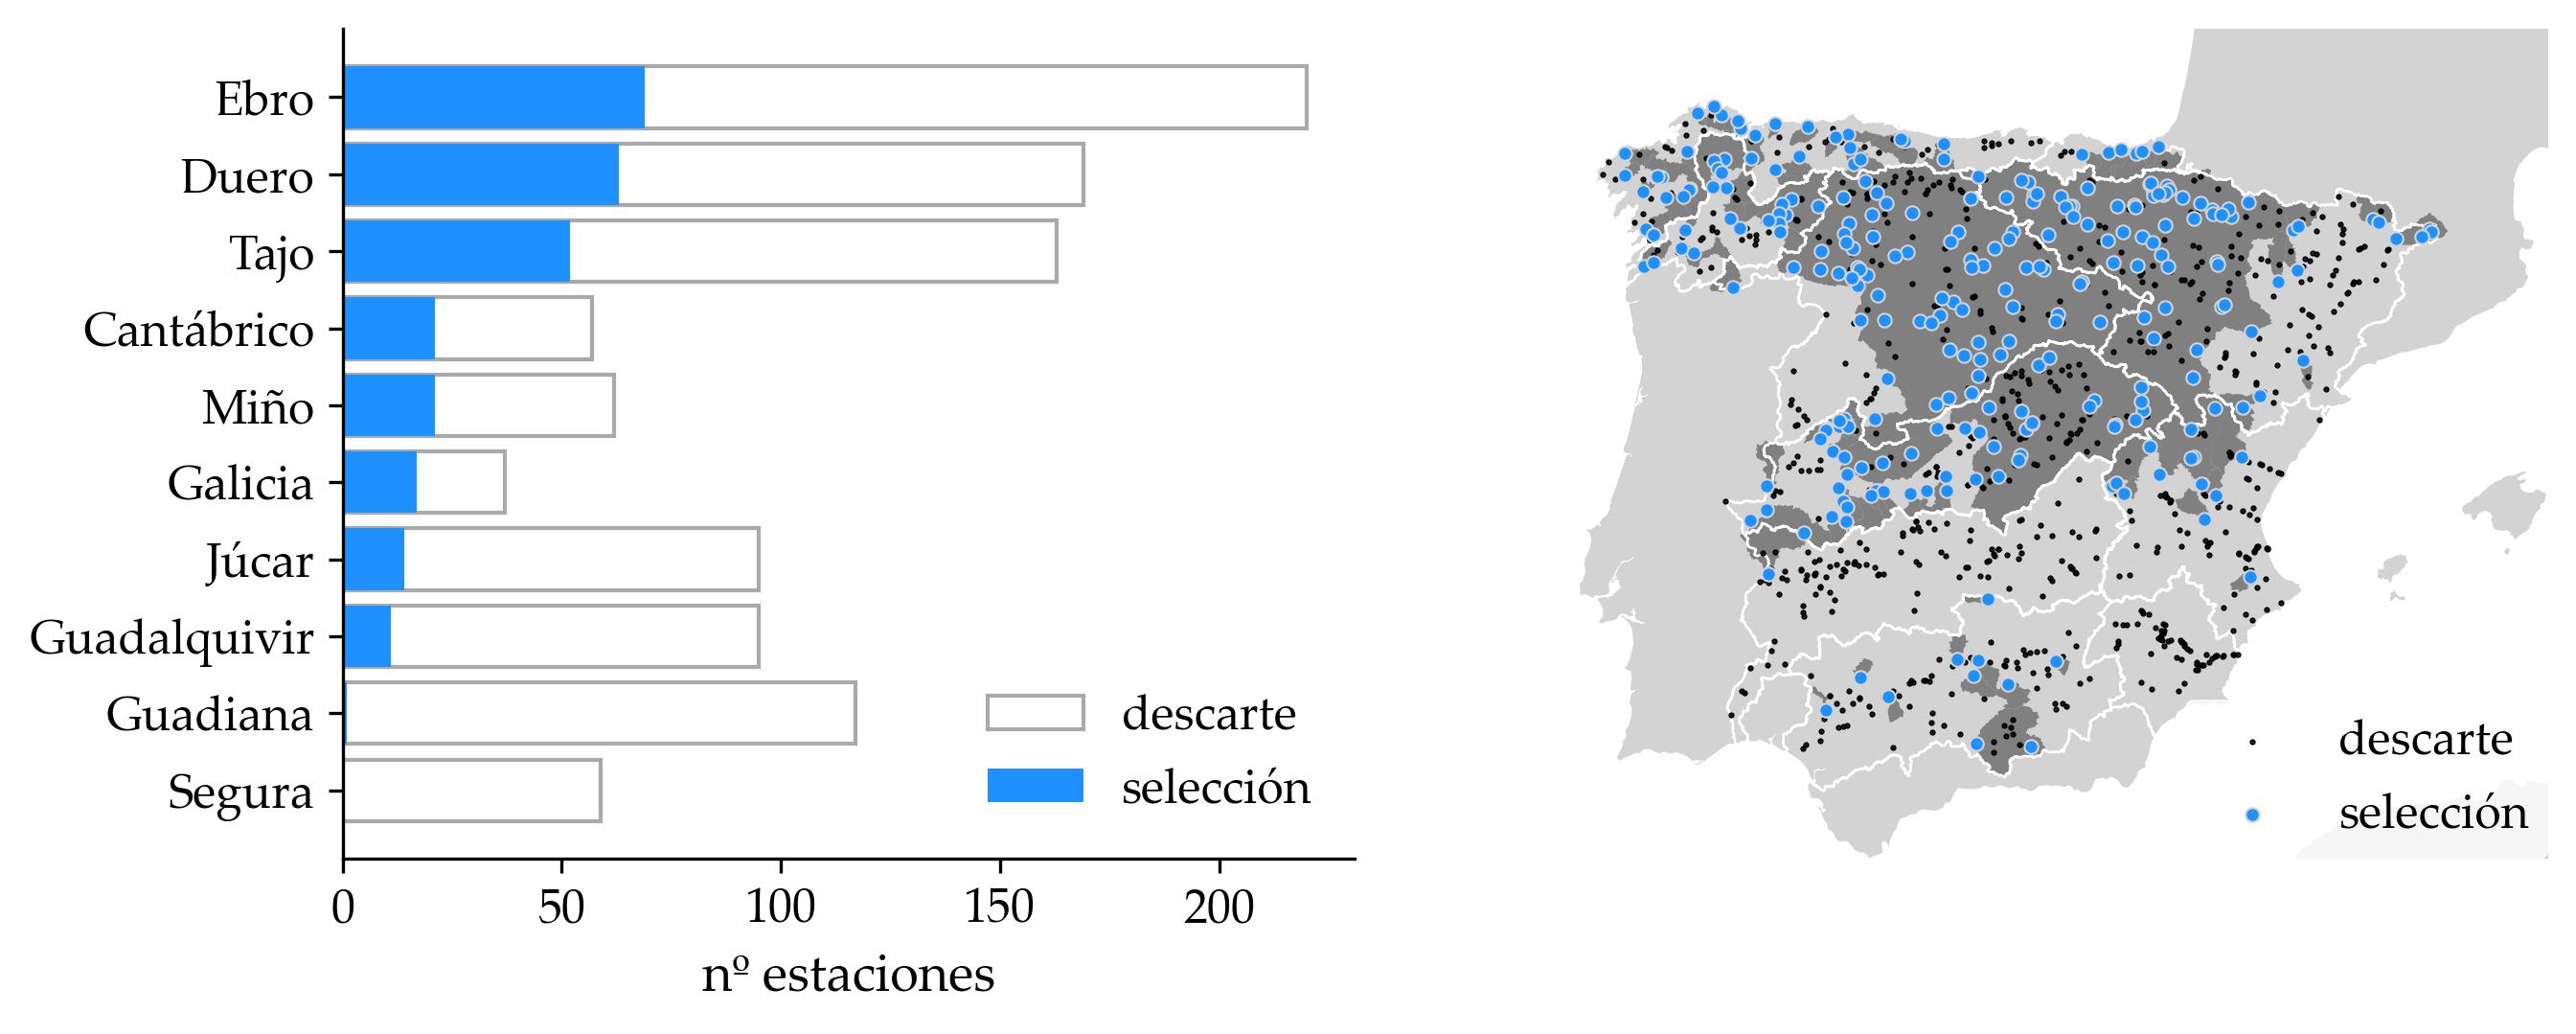 Ebro
Duero
Tajo
Cantábrico
Miño
Galicia
Júcar
Guadalquivir
Guadiana
Segura
0 50 100 150 200
nº estaciones
descarte
selección
descarte
selección